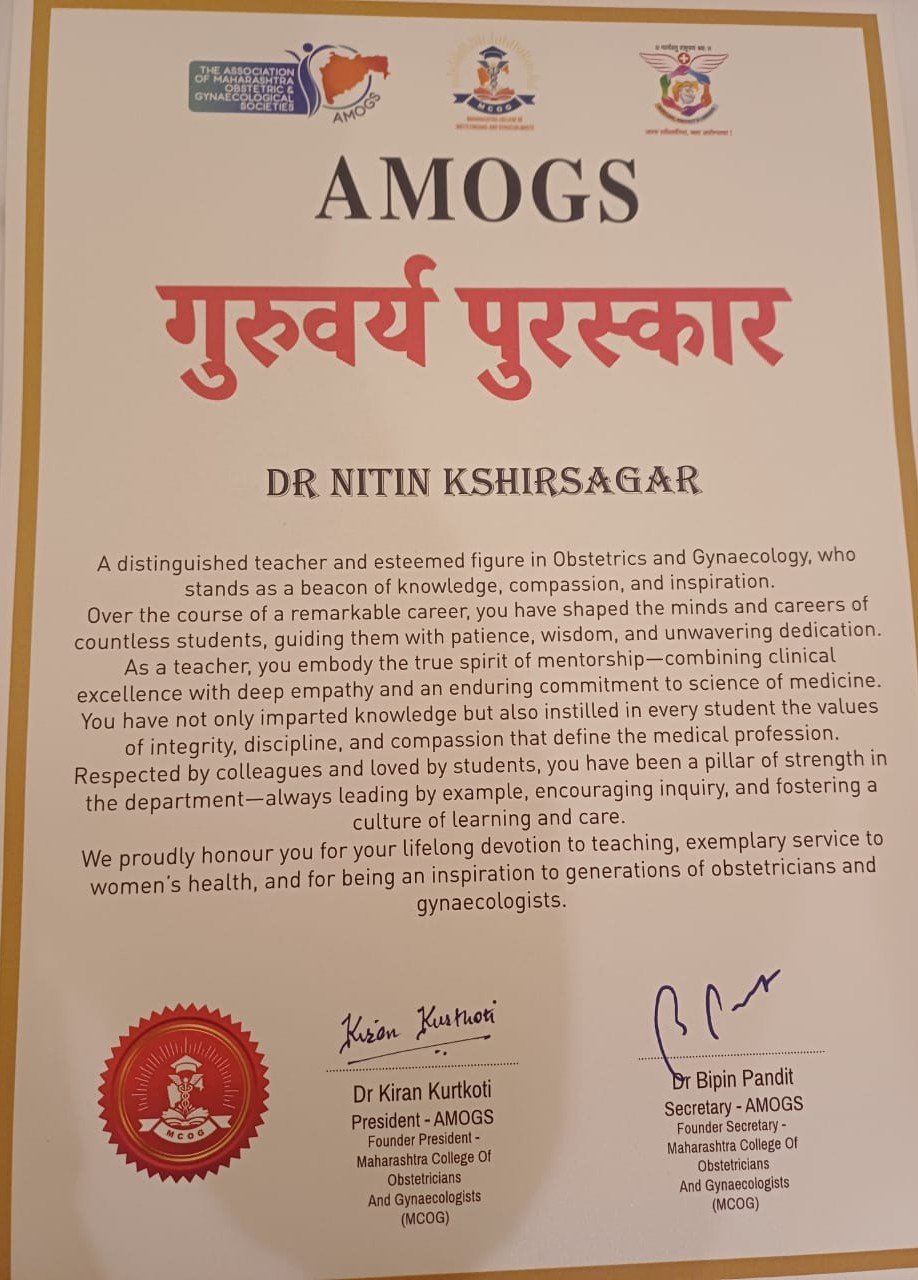 THE ASSOCIATION
OF MAHARASHTRA
OBSTETRIC &
GYNAECOLOGICAL
SOCIETIES
AMOGS
MCOG
AMOGS
गुरुवर्य पुरस्कार
DR NITIN KSHIRSAGAR
A distinguished teacher and esteemed figure in Obstetrics and Gynaecology, who
stands as a beacon of knowledge, compassion, and inspiration.
Over the course of a remarkable career, you have shaped the minds and careers of
countless students, guiding them with patience, wisdom, and unwavering dedication.
As a teacher, you embody the true spirit of mentorship—combining clinical
excellence with deep empathy and an enduring commitment to science of medicine.
You have not only imparted knowledge but also instilled in every student the values
of integrity, discipline, and compassion that define the medical profession.
Respected by colleagues and loved by students, you have been a pillar of strength in
the department—always leading by example, encouraging inquiry, and fostering a
culture of learning and care.
We proudly honour you for your lifelong devotion to teaching, exemplary service to
women's health, and for being an inspiration to generations of obstetricians and
gynaecologists.
MCOG
Kiran Kurtkoti
Dr Kiran Kurtkoti
President - AMOGS
Founder President -
Maharashtra College Of
Obstetricians
And Gynaecologists
(MCOG)
Dr Bipin Pandit
Secretary - AMOGS
Founder Secretary -
Maharashtra College Of
Obstetricians
And Gynaecologists
(MCOG)